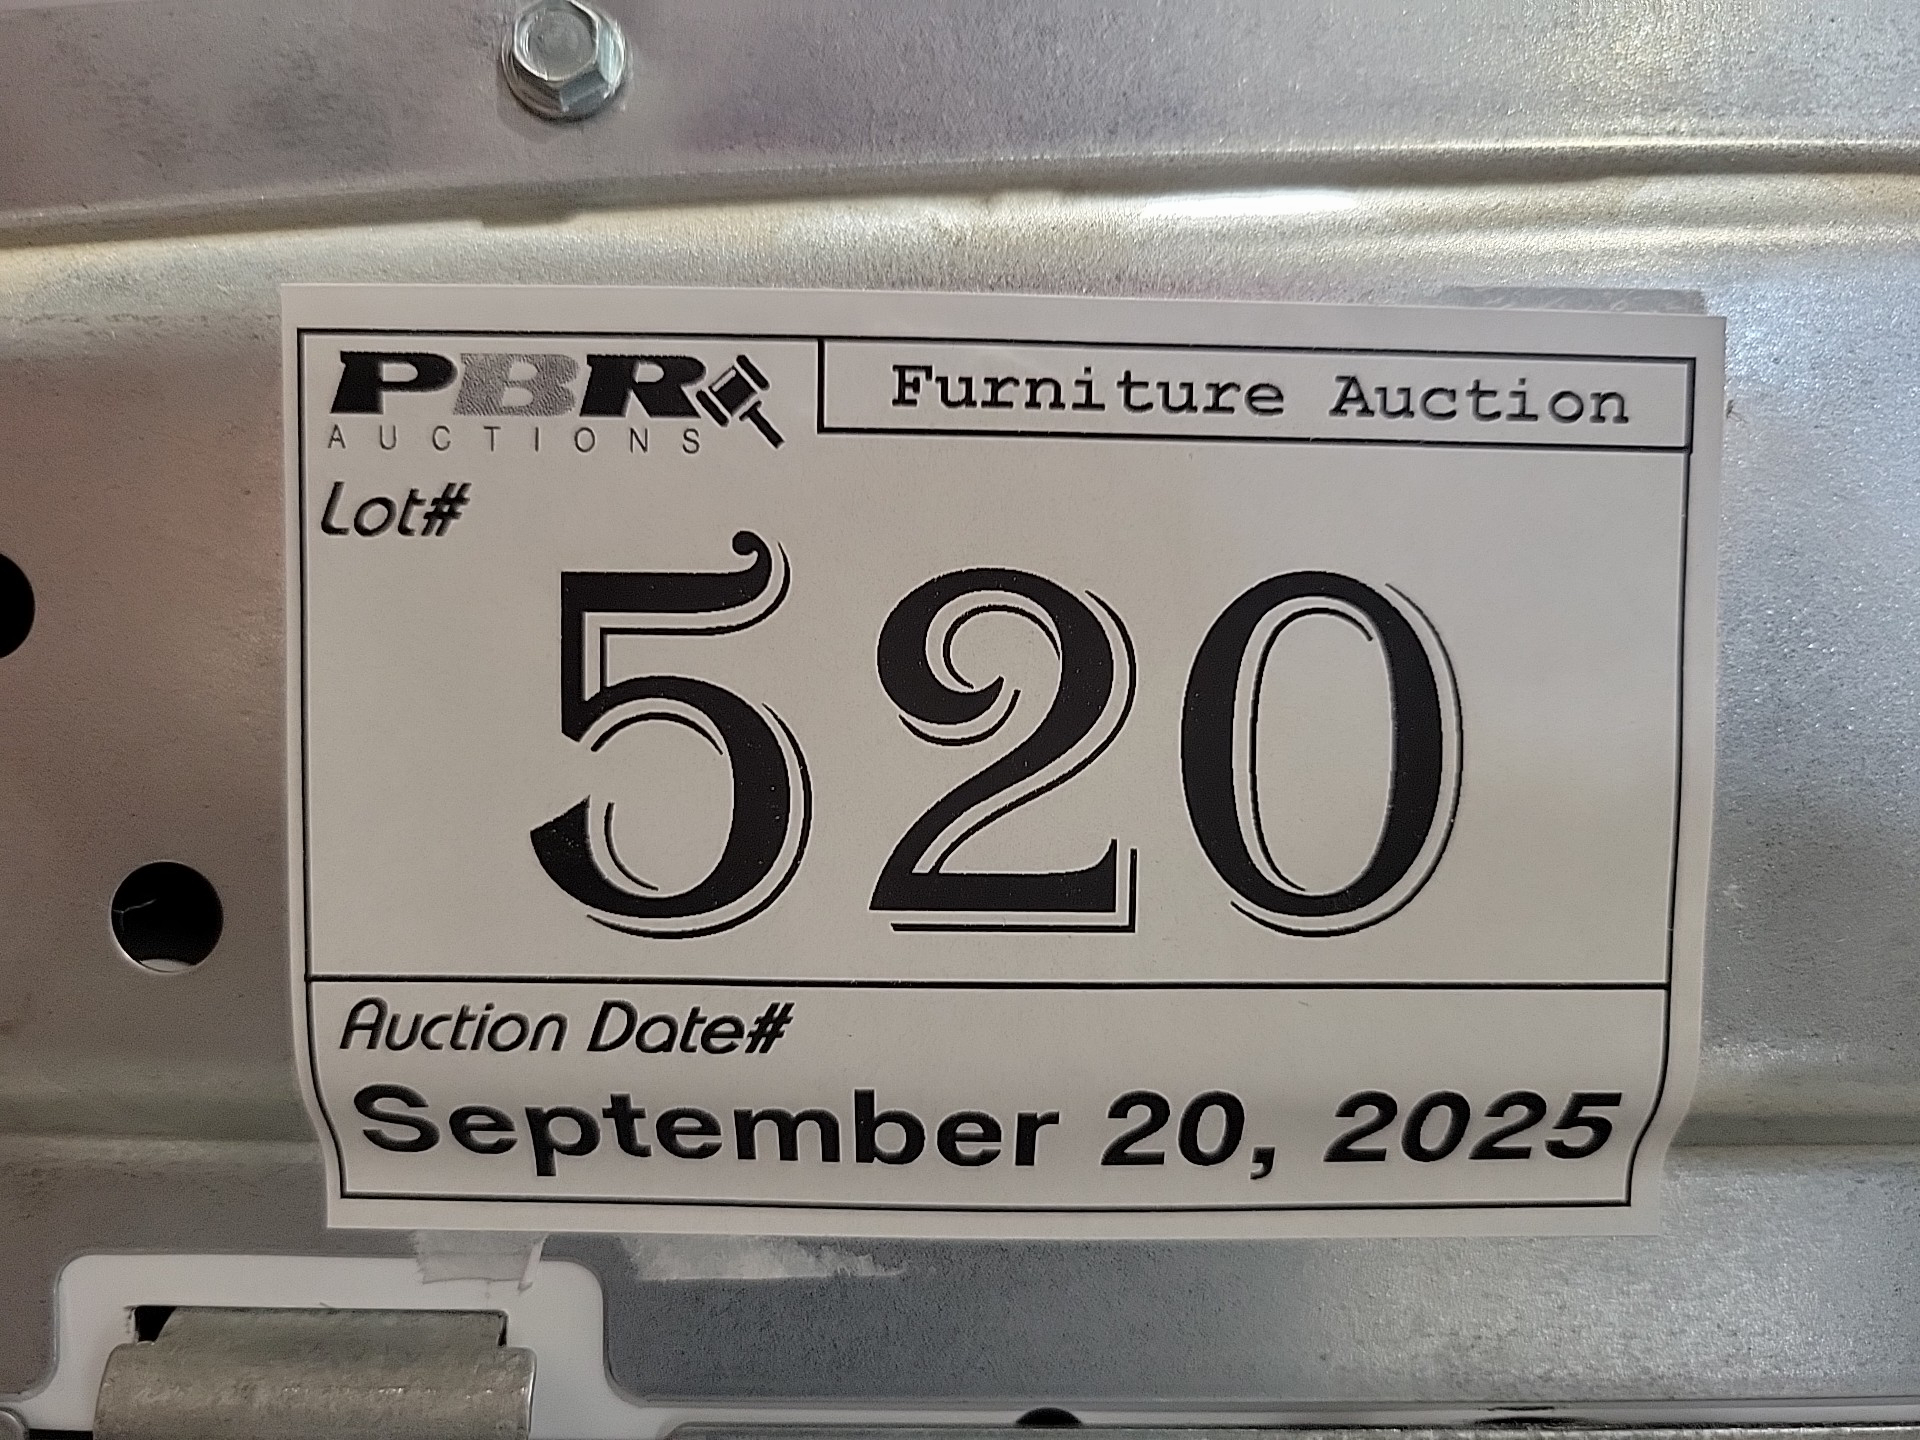 PBR
AUCTIONS
Furniture Auction
Lot#
520
Auction Date#
September 20, 2025